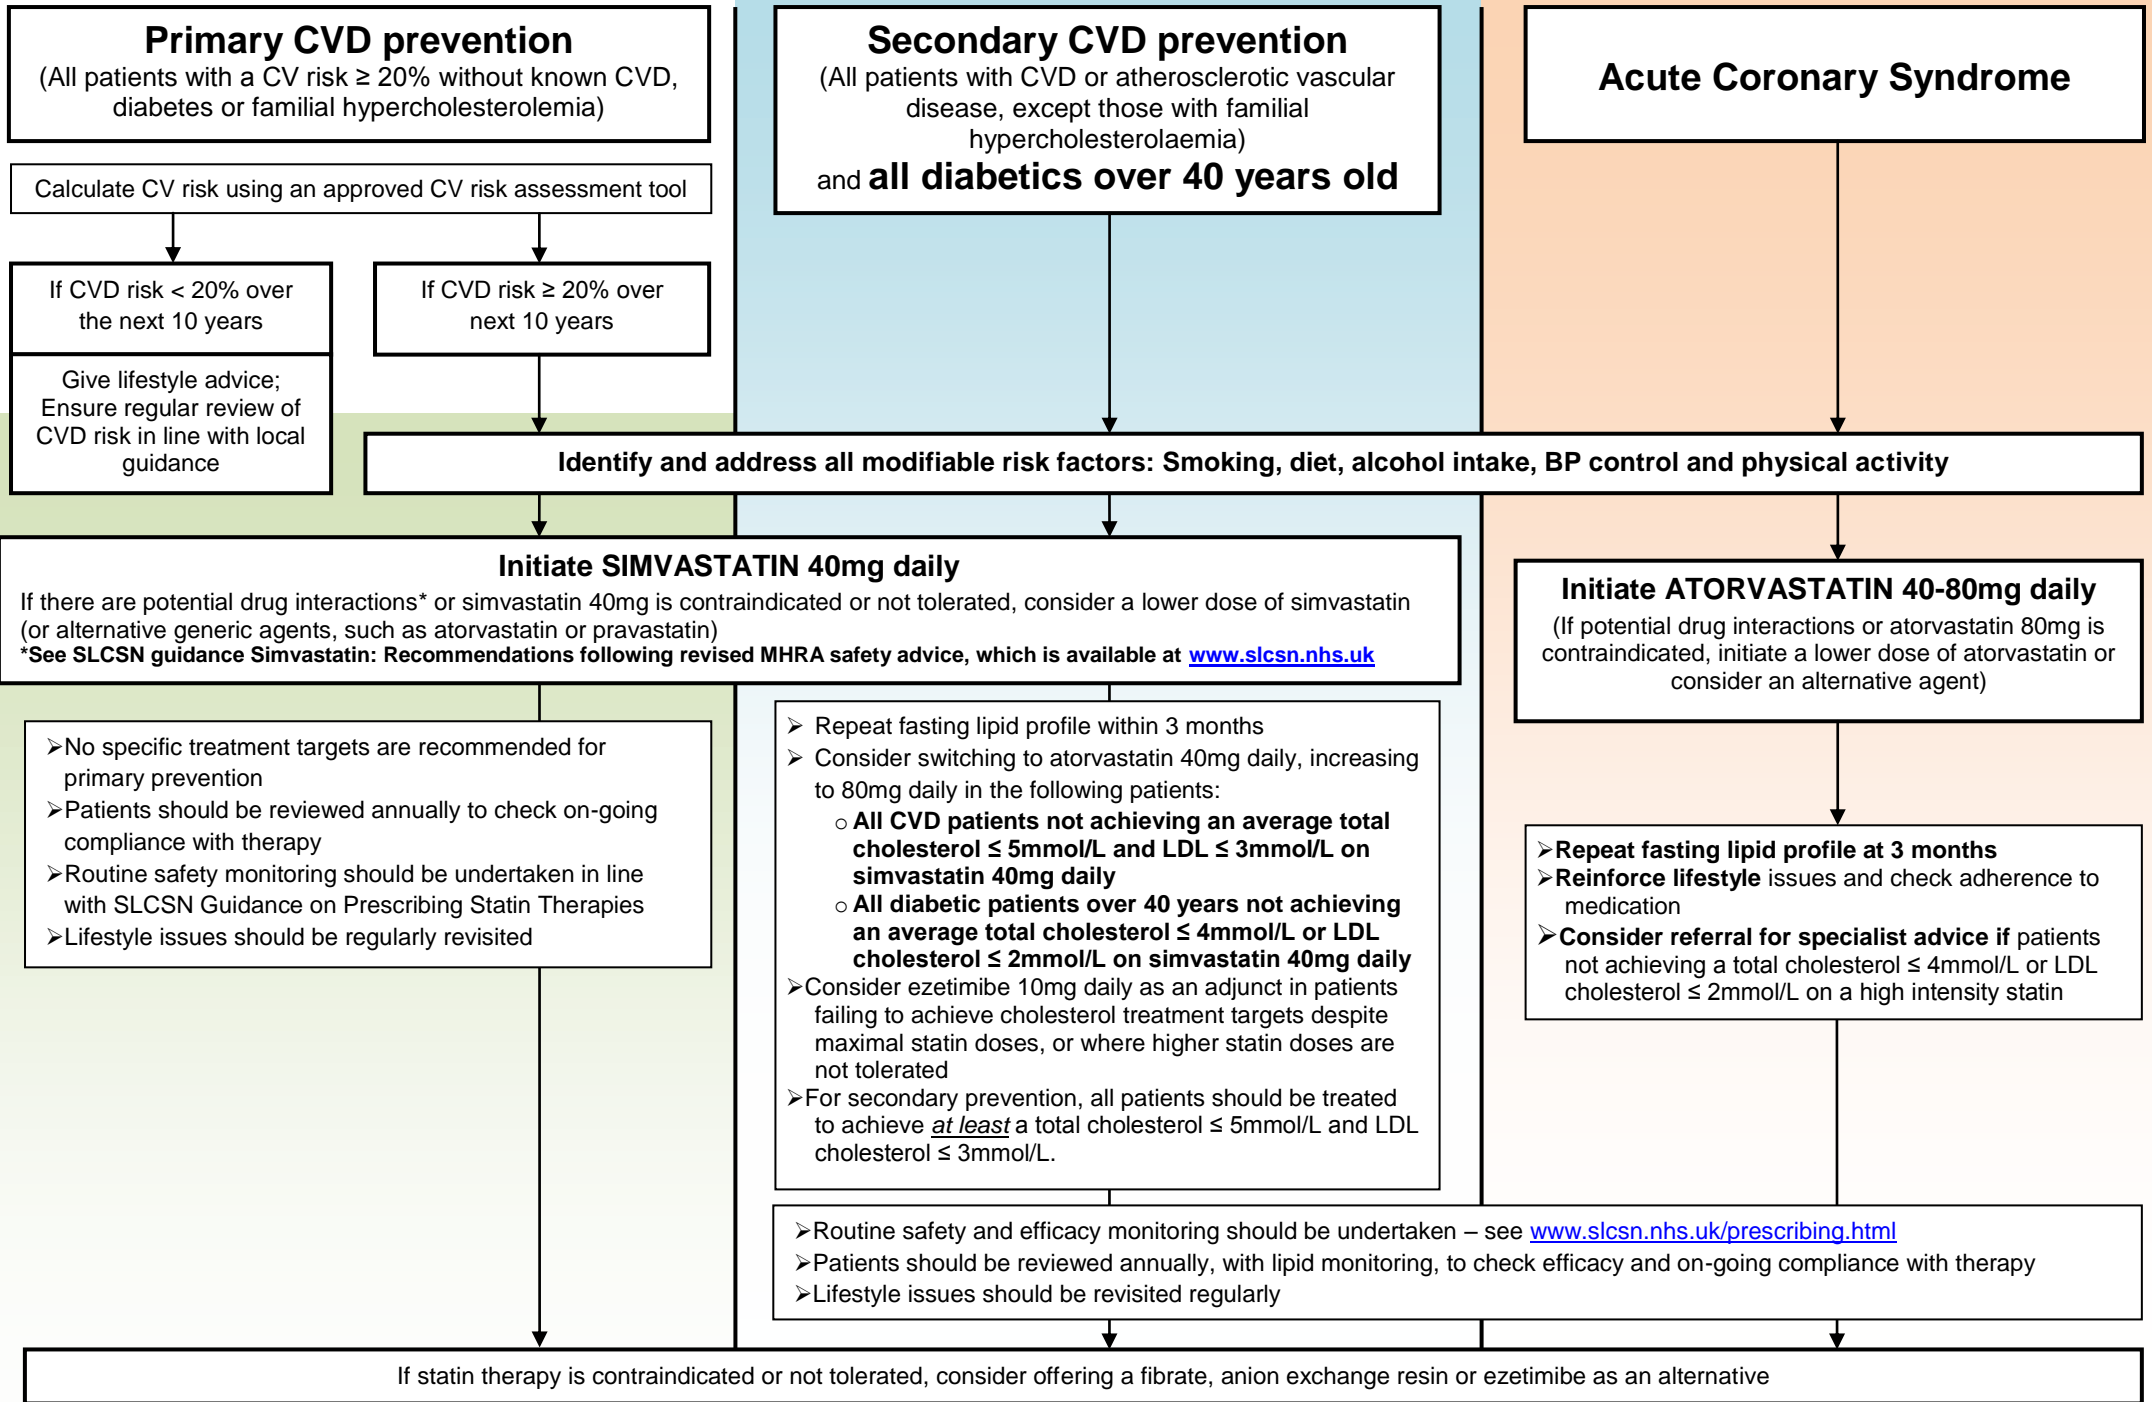 Primary CVD prevention
(All patients with a CV risk ≥ 20% without known CVD,
diabetes or familial hypercholesterolemia)
Calculate CV risk using an approved CV risk assessment tool
If CVD risk < 20% over
the next 10 years
Give lifestyle advice;
Ensure regular review of
CVD risk in line with local
guidance
If CVD risk ≥ 20% over
next 10 years
Secondary CVD prevention
(All patients with CVD or atherosclerotic vascular
disease, except those with familial
hypercholesterolaemia)
and all diabetics over 40 years old
Acute Coronary Syndrome
Identify and address all modifiable risk factors: Smoking, diet, alcohol intake, BP control and physical activity
Initiate SIMVASTATIN 40mg daily
If there are potential drug interactions* or simvastatin 40mg is contraindicated or not tolerated, consider a lower dose of simvastatin
(or alternative generic agents, such as atorvastatin or pravastatin)
*See SLCSN guidance Simvastatin: Recommendations following revised MHRA safety advice, which is available at www.slcsn.nhs.uk
Initiate ATORVASTATIN 40-80mg daily
(If potential drug interactions or atorvastatin 80mg is
contraindicated, initiate a lower dose of atorvastatin or
consider an alternative agent)
➢No specific treatment targets are recommended for
primary prevention
➢Patients should be reviewed annually to check on-going
compliance with therapy
➢Routine safety monitoring should be undertaken in line
with SLCSN Guidance on Prescribing Statin Therapies
➢Lifestyle issues should be regularly revisited
➢ Repeat fasting lipid profile within 3 months
➢ Consider switching to atorvastatin 40mg daily, increasing
to 80mg daily in the following patients:
o All CVD patients not achieving an average total
cholesterol ≤ 5mmol/L and LDL ≤ 3mmol/L on
simvastatin 40mg daily
o All diabetic patients over 40 years not achieving
an average total cholesterol ≤ 4mmol/L or LDL
cholesterol ≤ 2mmol/L on simvastatin 40mg daily
➢Consider ezetimibe 10mg daily as an adjunct in patients
failing to achieve cholesterol treatment targets despite
maximal statin doses, or where higher statin doses are
not tolerated
➢For secondary prevention, all patients should be treated
to achieve at least a total cholesterol ≤ 5mmol/L and LDL
cholesterol ≤ 3mmol/L.
➢Repeat fasting lipid profile at 3 months
➢Reinforce lifestyle issues and check adherence to
medication
➢Consider referral for specialist advice if patients
not achieving a total cholesterol ≤ 4mmol/L or LDL
cholesterol ≤ 2mmol/L on a high intensity statin
➢Routine safety and efficacy monitoring should be undertaken – see www.slcsn.nhs.uk/prescribing.html
➢Patients should be reviewed annually, with lipid monitoring, to check efficacy and on-going compliance with therapy
➢Lifestyle issues should be revisited regularly
If statin therapy is contraindicated or not tolerated, consider offering a fibrate, anion exchange resin or ezetimibe as an alternative